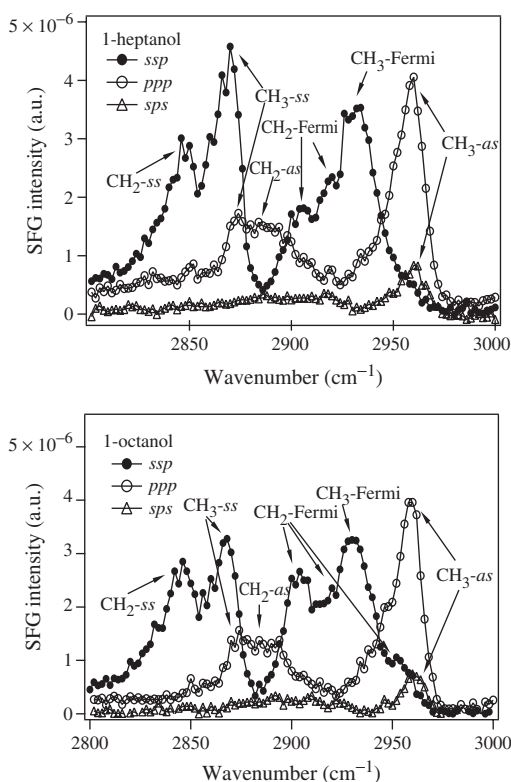 5 ×10⁻⁶
1-heptanol
ssp
ppp
sps
CH₃-Fermi
CH₃-ss
CH₂-Fermi
CH₂-ss
CH₂-as
CH₃-as
4
3
2
1
0
SFG intensity (a.u.)
2850
2900
2950
3000
Wavenumber (cm⁻¹)
5 ×10⁻⁶
1-octanol
ssp
ppp
sps
CH₃-ss
CH₃-Fermi
CH₂-Fermi
CH₂-ss
CH₂-as
CH₃-as
4
3
2
1
0
SFG intensity (a.u.)
2800
2850
2900
2950
3000
Wavenumber (cm⁻¹)